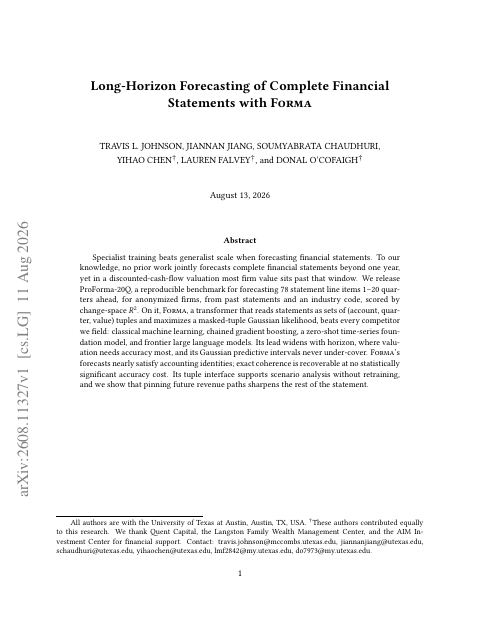 Long-Horizon Forecasting of Complete Financial
Statements with FORMA
TRAVIS L. JOHNSON, JIANNAN JIANG, SOUMYABRATA CHAUDHURI,
YIHAO CHEN†, LAUREN FALVEY†, and DONAL O'COFAIGH†
August 13, 2026
Abstract
Specialist training beats generalist scale when forecasting financial statements. To our
knowledge, no prior work jointly forecasts complete financial statements beyond one year,
yet in a discounted-cash-flow valuation most firm value sits past that window. We release
ProForma-20Q, a reproducible benchmark for forecasting 78 statement line items 1–20 quar-
ters ahead, for anonymized firms, from past statements and an industry code, scored by
change-space R². On it, FORMA, a transformer that reads statements as sets of (account, quar-
ter, value) tuples and maximizes a masked-tuple Gaussian likelihood, beats every competitor
we field: classical machine learning, chained gradient boosting, a zero-shot time-series foun-
dation model, and frontier large language models. Its lead widens with horizon, where valu-
ation needs accuracy most, and its Gaussian predictive intervals never under-cover. FORMA's
forecasts nearly satisfy accounting identities; exact coherence is recoverable at no statistically
significant accuracy cost. Its tuple interface supports scenario analysis without retraining,
and we show that pinning future revenue paths sharpens the rest of the statement.
All authors are with the University of Texas at Austin, Austin, TX, USA. †These authors contributed equally
to this research. We thank Quent Capital, the Langston Family Wealth Management Center, and the AIM In-
vestment Center for financial support. Contact: travis.johnson@mccombs.utexas.edu, jiannanjiang@utexas.edu,
schaudhuri@utexas.edu, yihaochen@utexas.edu, lmf2842@my.utexas.edu, do7973@my.utexas.edu.
1
arXiv:2608.11327v1 [cs.LG] 11 Aug 2026